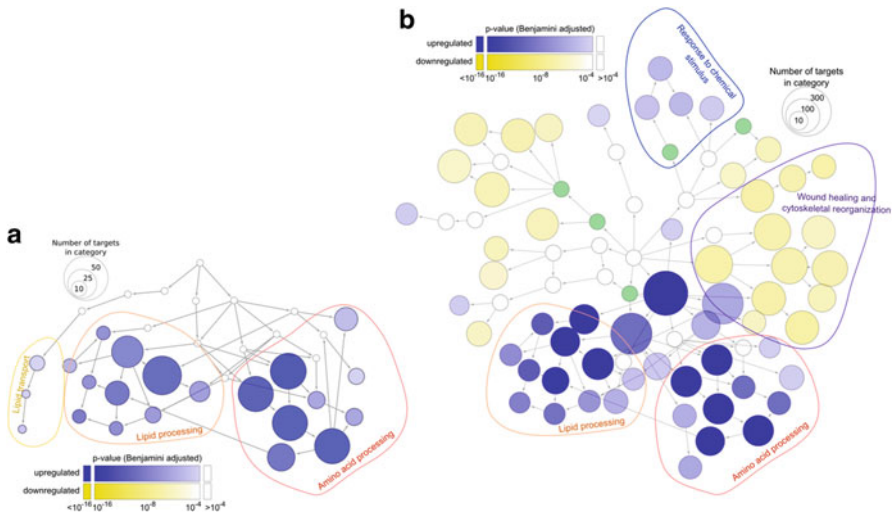 a
Number of targets
in category
50
25
10
Lipid transport
Lipid processing
Amino acid processing
p-value (Benjamini adjusted)
upregulated
downregulated
<10-16 10-16 10-8 10-4 >10-4
b
p-value (Benjamini adjusted)
upregulated
downregulated
<10-16 10-16 10-8 10-4 >10-4
Response to chemical
stimulus
Number of targets
in category
300
100
10
Wound healing and
cytoskeletal reorganization
Lipid processing
Amino acid processing